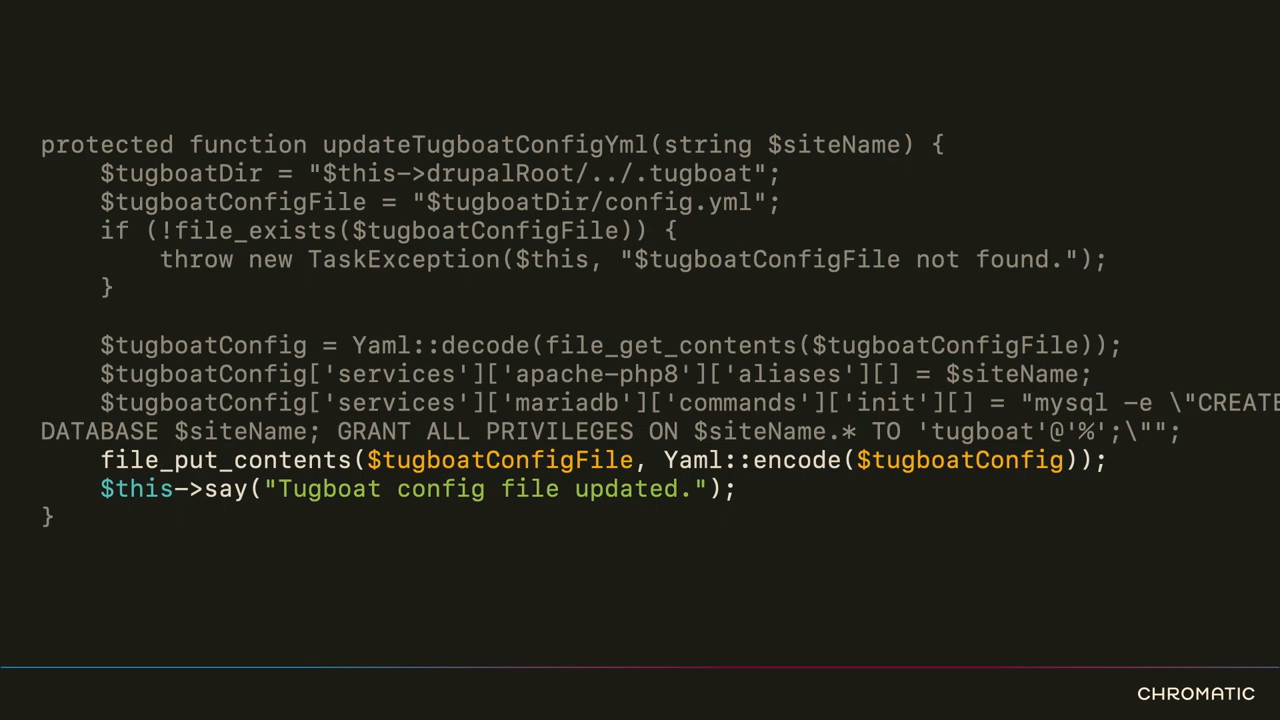 protected function updateTugboatConfigYml(string $siteName) {
    $tugboatDir = "$this->drupalRoot/../.tugboat";
    $tugboatConfigFile = "$tugboatDir/config.yml";
    if (!file_exists($tugboatConfigFile)) {
        throw new TaskException($this, "$tugboatConfigFile not found.");
    }
    $tugboatConfig = Yaml::decode(file_get_contents($tugboatConfigFile));
    $tugboatConfig['services']['apache-php8']['aliases'][] = $siteName;
    $tugboatConfig['services']['mariadb']['commands']['init'][] = "mysql -e \"CREATE
DATABASE $siteName; GRANT ALL PRIVILEGES ON $siteName.* TO 'tugboat'@'%';\"";
    file_put_contents($tugboatConfigFile, Yaml::encode($tugboatConfig));
    $this->say("Tugboat config file updated.");
}
CHROMATIC